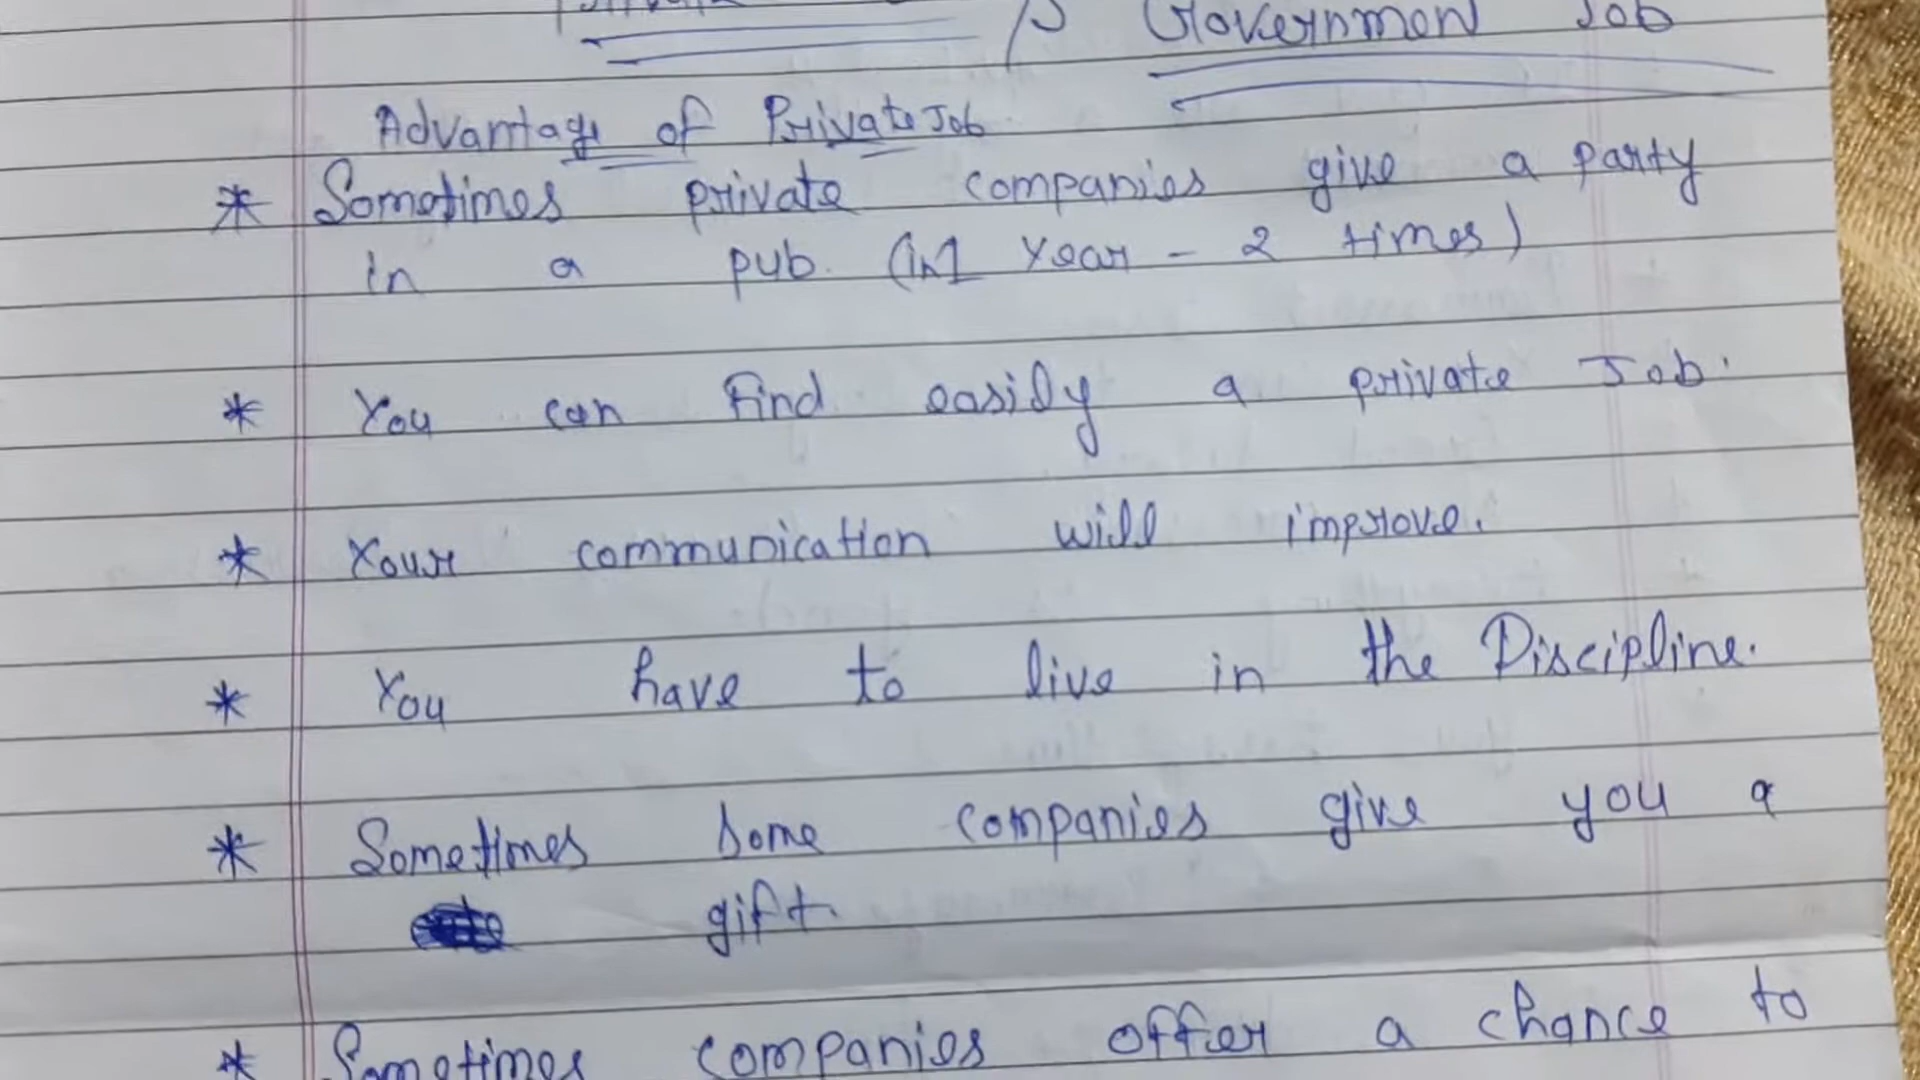 Private / Governmen Job
Advantage of Private Job
* Sometimes private companies give a party
in a pub. (in 1 Year - 2 times)
* You can find easily a private Job.
* Your communication will improve.
* You have to live in the Discipline.
* Sometimes some companies give you a
gift.
* Sometimes companies offer a chance to